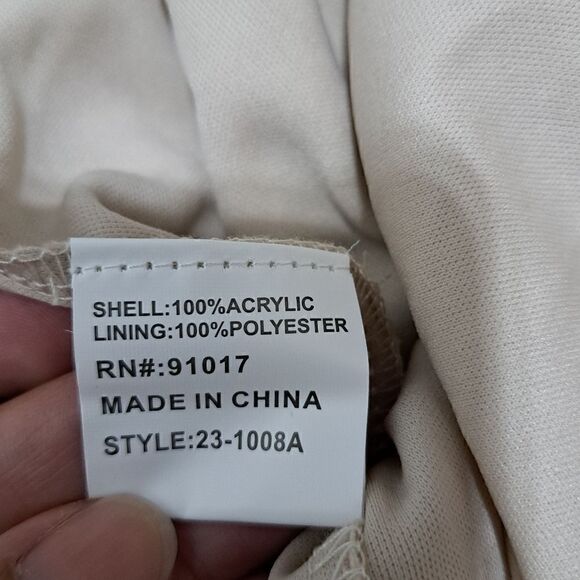 SHELL:100%ACRYLIC
LINING:100%POLYESTER
RN#:91017
MADE IN CHINA
STYLE:23-1008A